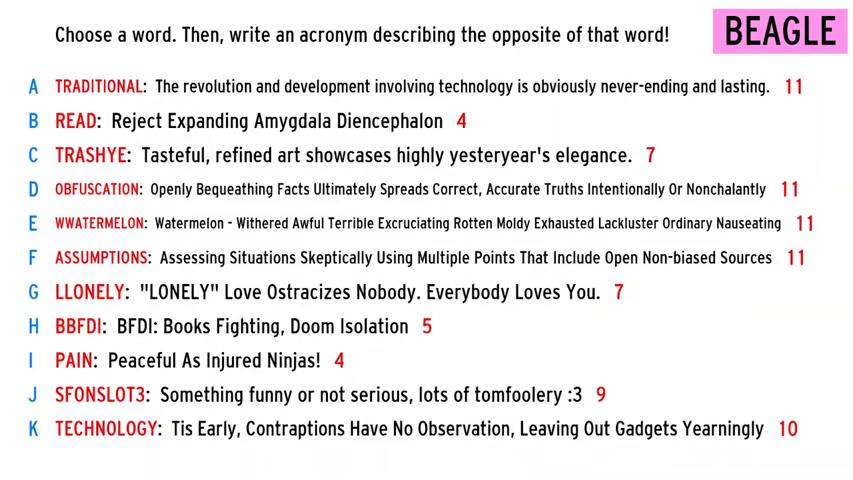 Choose a word. Then, write an acronym describing the opposite of that word!
BEAGLE
A TRADITIONAL: The revolution and development involving technology is obviously never-ending and lasting. 11
B READ: Reject Expanding Amygdala Diencephalon 4
C TRASHYE: Tasteful, refined art showcases highly yesteryear's elegance. 7
D OBFUSCATION: Openly Bequeathing Facts Ultimately Spreads Correct, Accurate Truths Intentionally Or Nonchalantly 11
E WWATERMELON: Watermelon - Withered Awful Terrible Excruciating Rotten Moldy Exhausted Lackluster Ordinary Nauseating 11
F ASSUMPTIONS: Assessing Situations Skeptically Using Multiple Points That Include Open Non-biased Sources 11
G LLONELY: "LONELY" Love Ostracizes Nobody. Everybody Loves You. 7
H BBFDI: BFDI: Books Fighting, Doom Isolation 5
I PAIN: Peaceful As Injured Ninjas! 4
J SFONSLOT3: Something funny or not serious, lots of tomfoolery :3 9
K TECHNOLOGY: Tis Early, Contraptions Have No Observation, Leaving Out Gadgets Yearningly 10